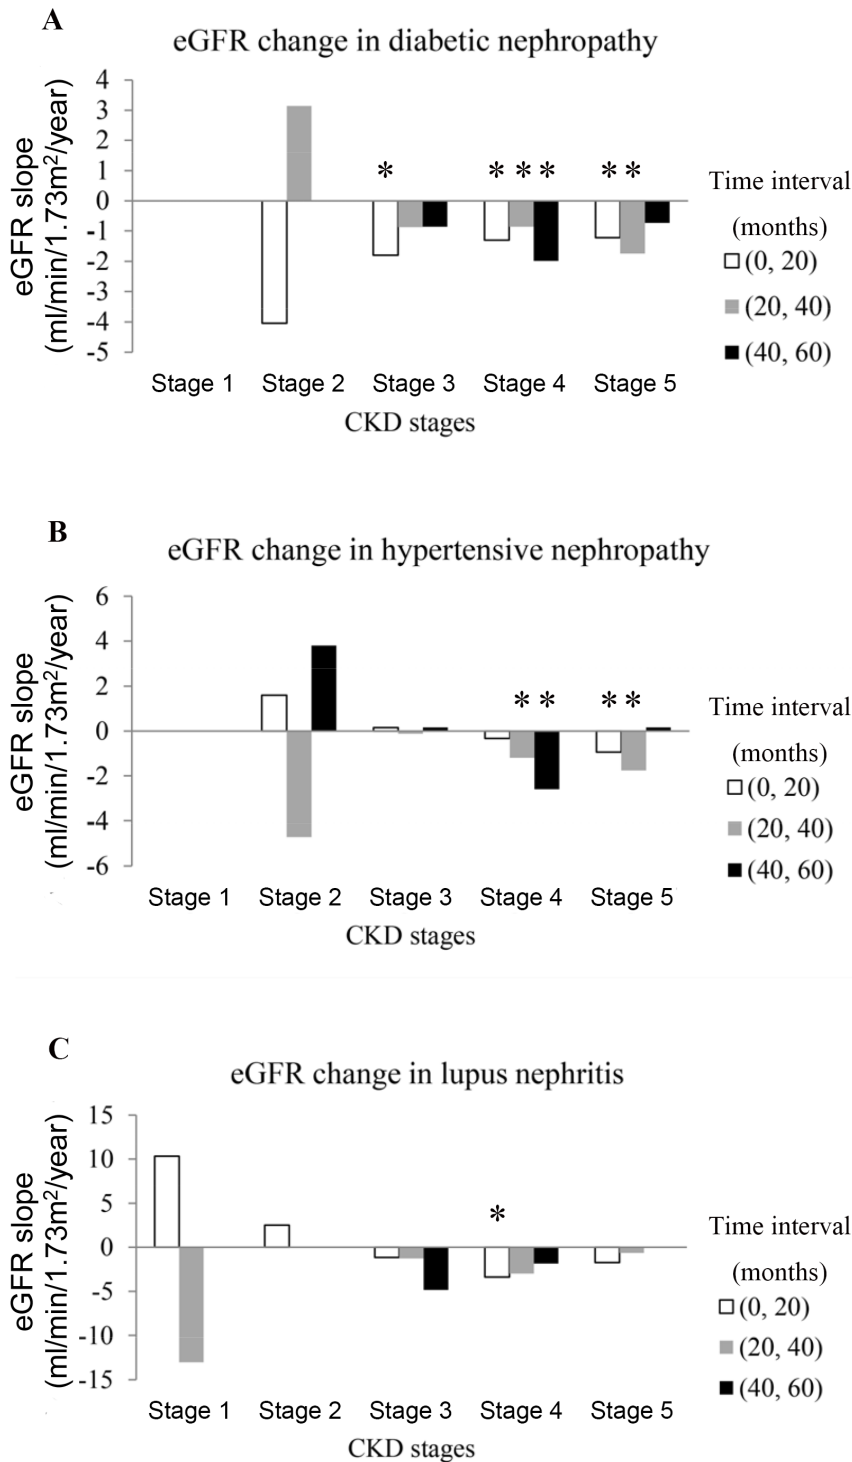 A
eGFR change in diabetic nephropathy
eGFR slope
(ml/min/1.73m²/year)
4
3
2
1
0
-1
-2
-3
-4
-5
*
* * *
* *
Stage 1 Stage 2 Stage 3 Stage 4 Stage 5
CKD stages
Time interval
(months)
(0, 20)
(20, 40)
(40, 60)
B
eGFR change in hypertensive nephropathy
eGFR slope
(ml/min/1.73m²/year)
6
4
2
0
-2
-4
-6
* *
* *
Stage 1 Stage 2 Stage 3 Stage 4 Stage 5
CKD stages
Time interval
(months)
(0, 20)
(20, 40)
(40, 60)
C
eGFR change in lupus nephritis
eGFR slope
(ml/min/1.73m²/year)
15
10
5
0
-5
-10
-15
*
Stage 1 Stage 2 Stage 3 Stage 4 Stage 5
CKD stages
Time interval
(months)
(0, 20)
(20, 40)
(40, 60)